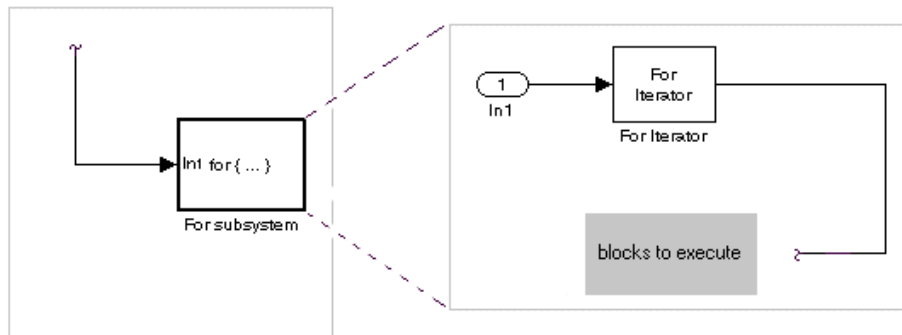 In1 for { ... }
For subsystem
1
In1
For
Iterator
For Iterator
blocks to execute